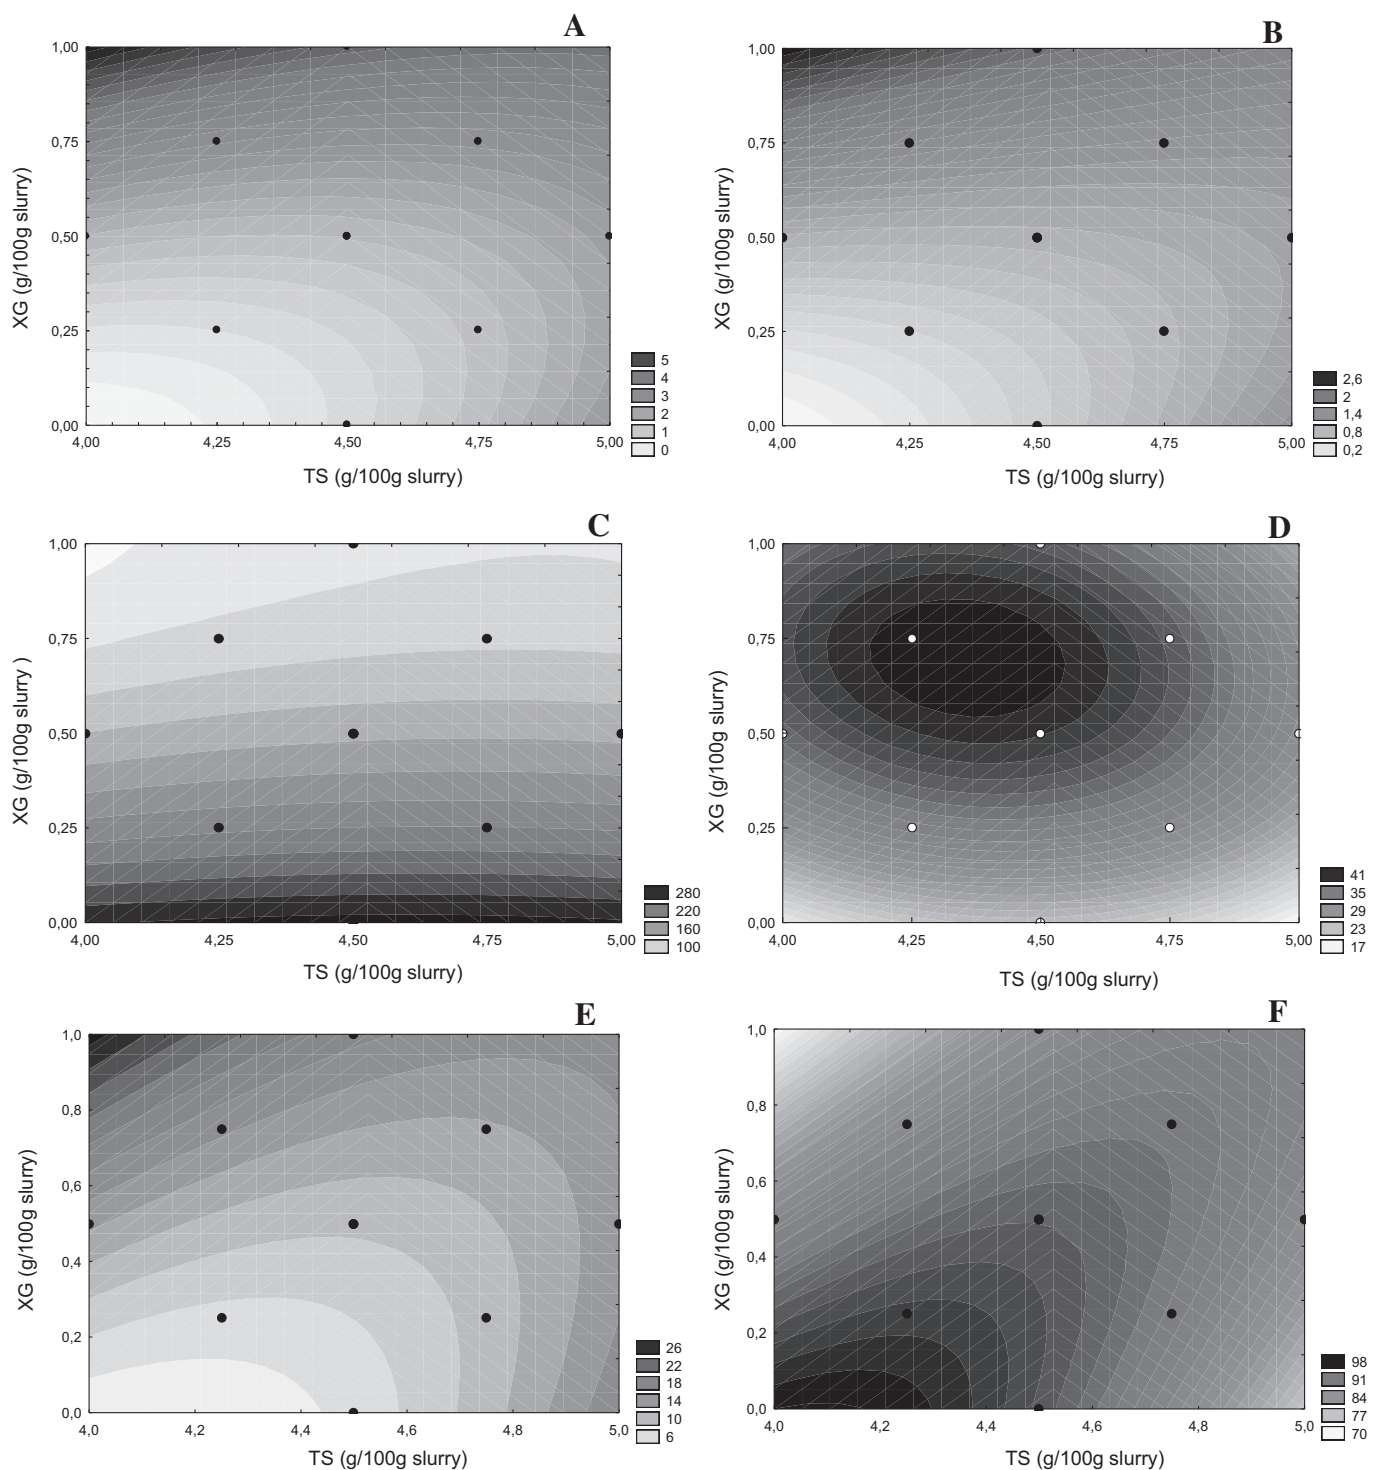 A
1,00
0,75
0,50
0,25
0,00
XG (g/100g slurry)
4,00 4,25 4,50 4,75 5,00
TS (g/100g slurry)
5
4
3
2
1
0
B
1,00
0,75
0,50
0,25
0,00
XG (g/100g slurry)
4,00 4,25 4,50 4,75 5,00
TS (g/100g slurry)
2,6
2
1,4
0,8
0,2
C
1,00
0,75
0,50
0,25
0,00
XG (g/100g slurry )
4,00 4,25 4,50 4,75 5,00
TS (g/100g slurry)
280
220
160
100
D
1,00
0,75
0,50
0,25
0,00
XG (g/100g slurry)
4,00 4,25 4,50 4,75 5,00
TS (g/100g slurry)
41
35
29
23
17
E
1,0
0,8
0,6
0,4
0,2
0,0
XG (g/100g slurry)
4,0 4,2 4,4 4,6 4,8 5,0
TS (g/100g slurry)
26
22
18
14
10
6
F
1,0
0,8
0,6
0,4
0,2
0,0
XG (g/100g slurry)
4,0 4,2 4,4 4,6 4,8 5,0
TS (g/100g slurry)
98
91
84
77
70